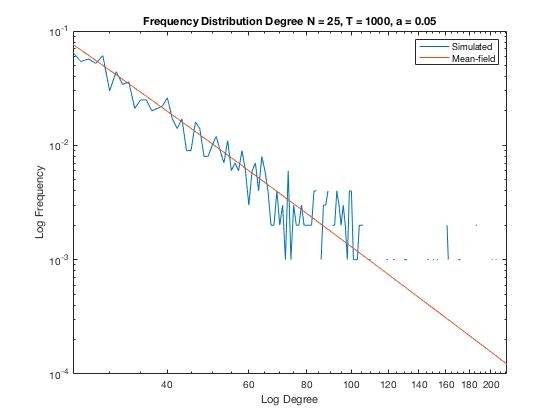 Frequency Distribution Degree N = 25, T = 1000, a = 0.05
Simulated
Mean-field
10^-1
10^-2
10^-3
10^-4
Log Frequency
40 60 80 100 120 140 160 180 200
Log Degree